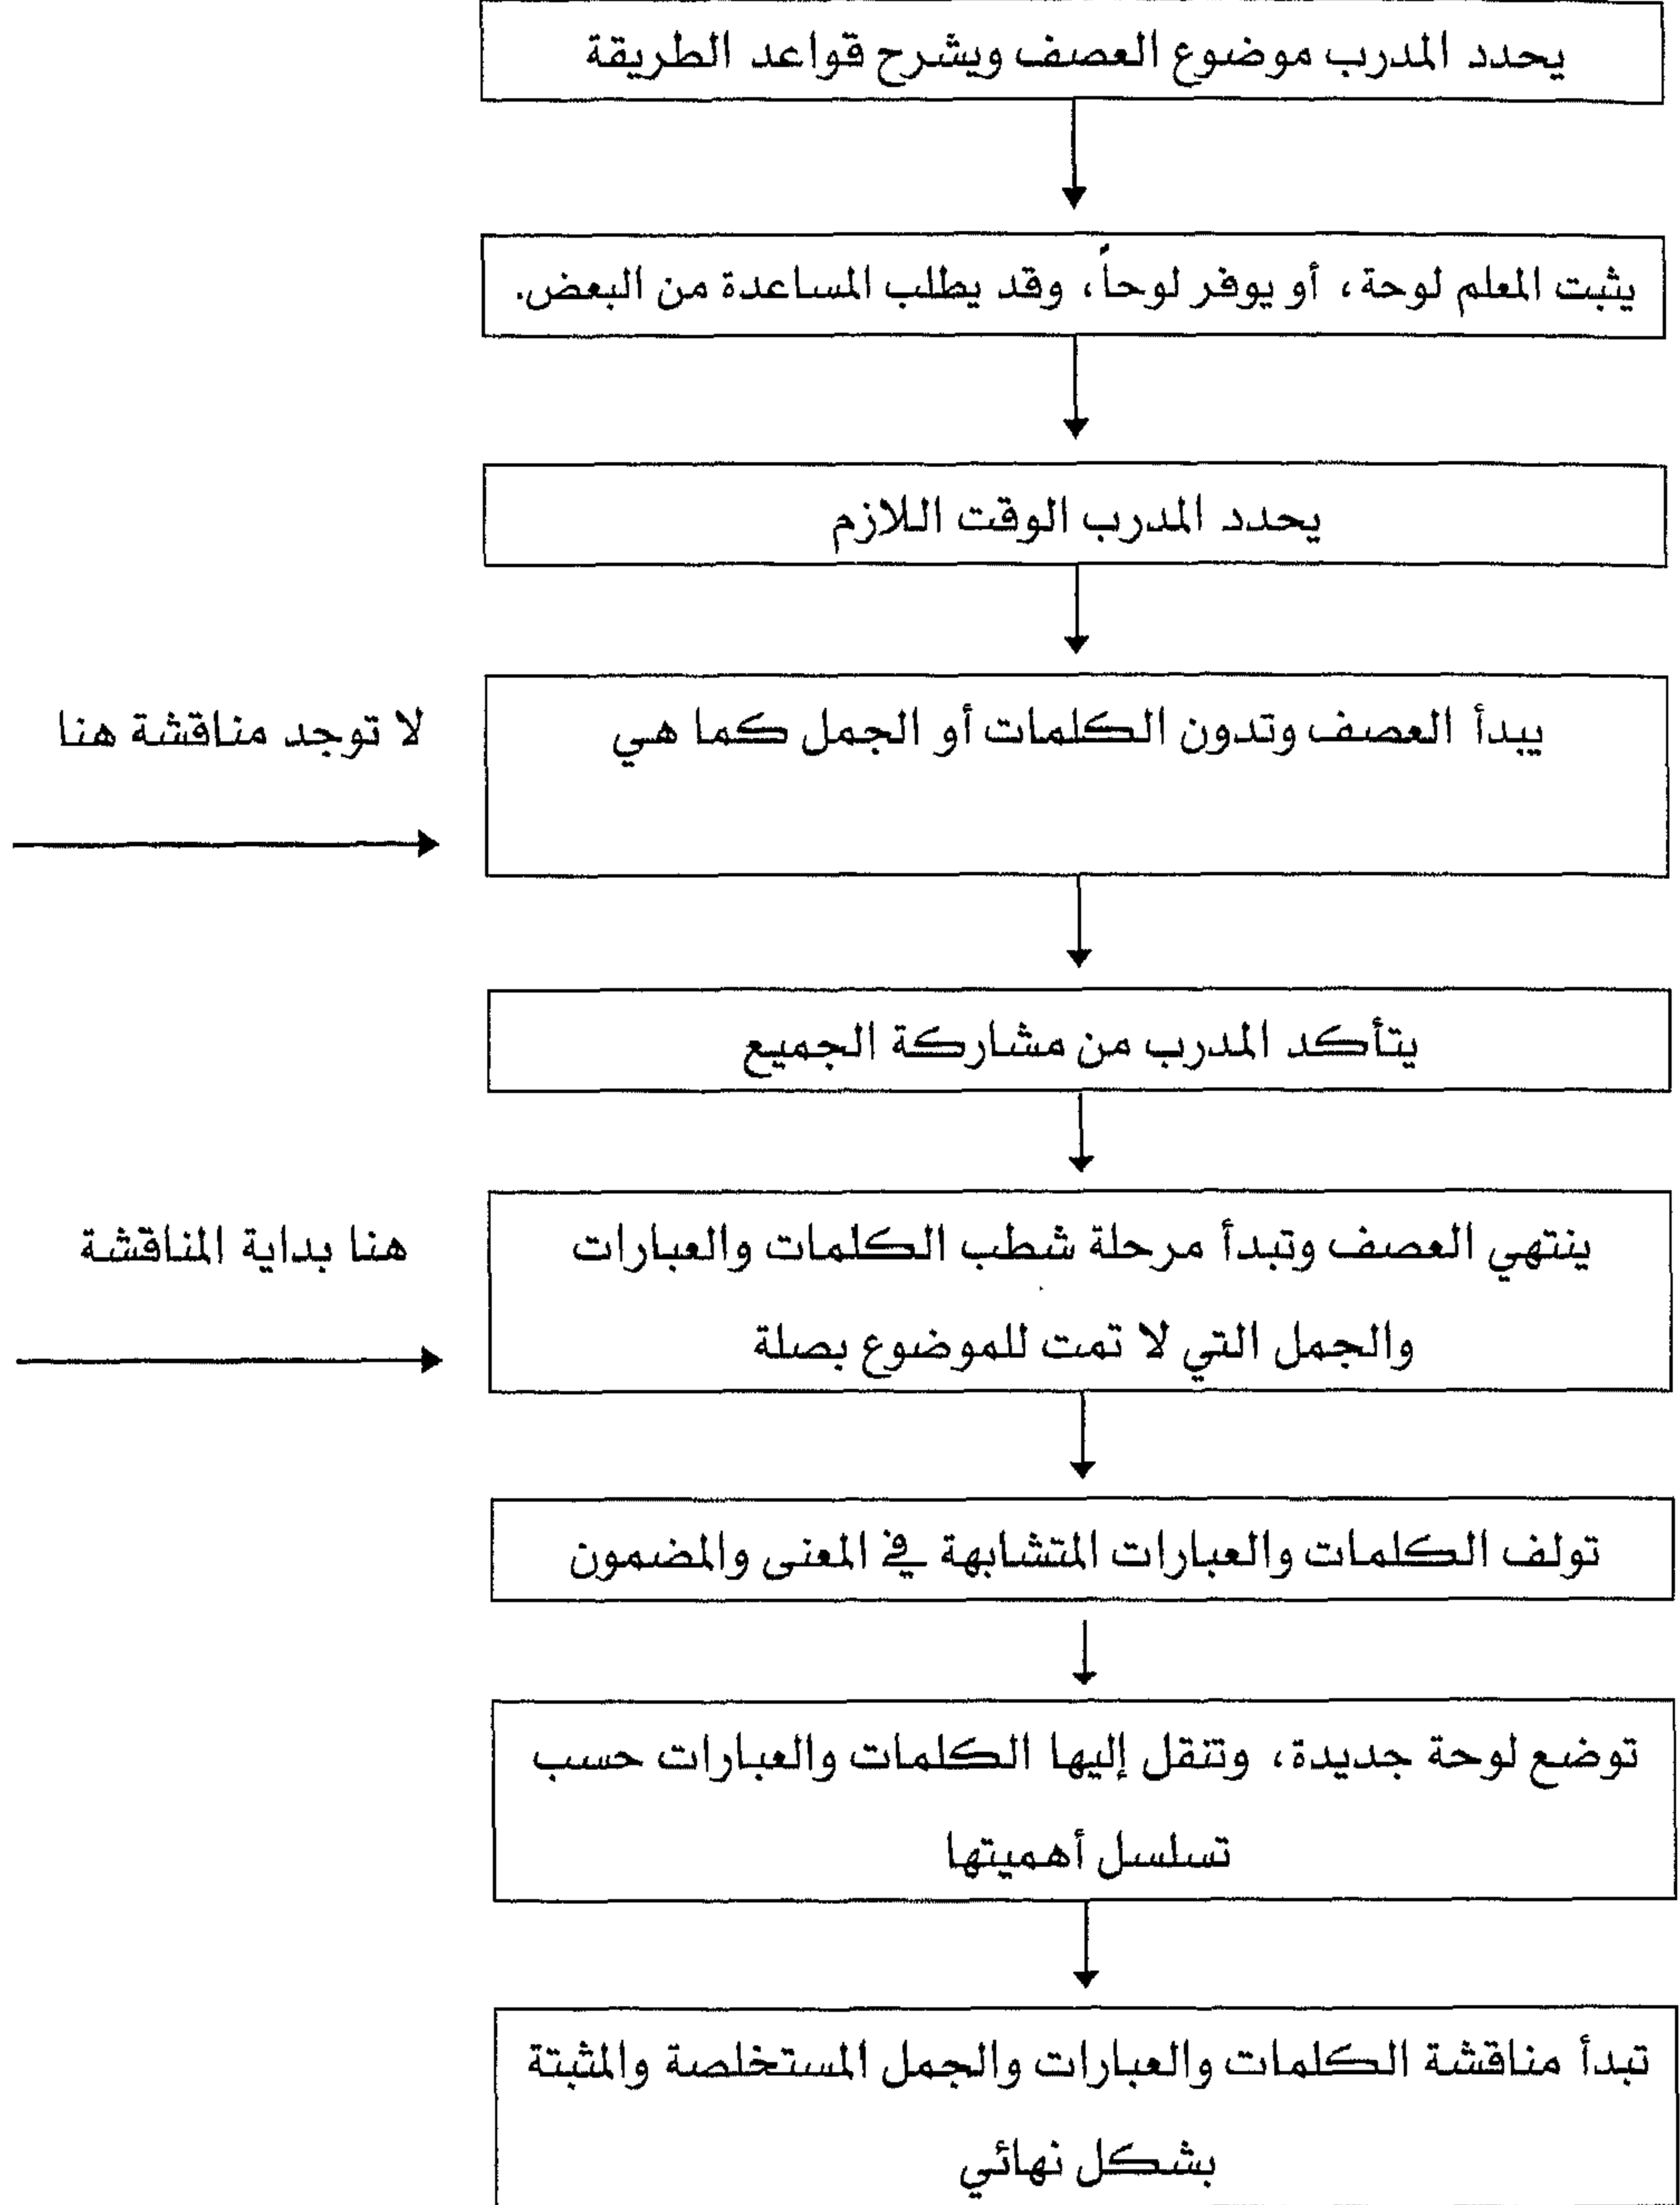 يحدد المدرب موضوع العصف ويشرح قواعد الطريقة
يثبت المعلم لوحة، أو يوفر لوحاً، وقد يطلب المساعدة من البعض.
يحدد المدرب الوقت اللازم
يبدأ العصف وتدون الكلمات أو الجمل كما هي
لا توجد مناقشة هنا
يتأكد المدرب من مشاركة الجميع
ينتهي العصف وتبدأ مرحلة شطب الكلمات والعبارات
والجمل التي لا تمت للموضوع بصلة
هنا بداية المناقشة
تولف الكلمات والعبارات المتشابهة في المعنى والمضمون
توضع لوحة جديدة، وتنقل إليها الكلمات والعبارات حسب
تسلسل أهميتها
تبدأ مناقشة الكلمات والعبارات والجمل المستخلصة والمثبتة
بشكل نهائي